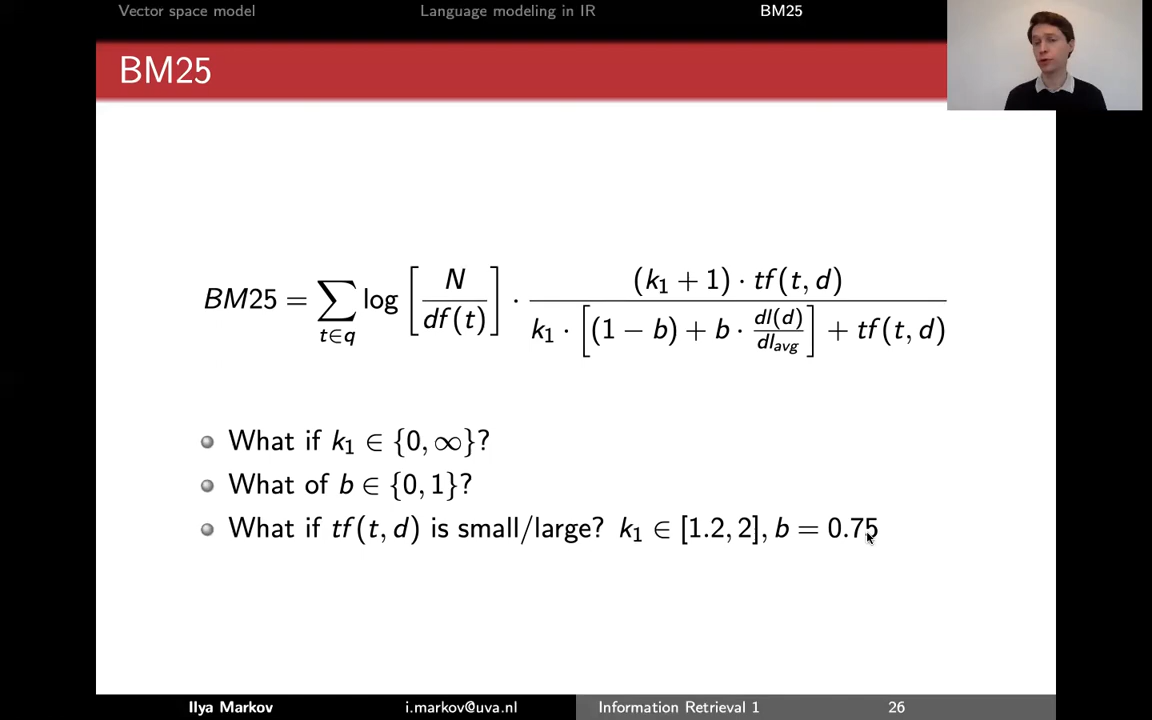 Vector space model Language modeling in IR BM25
BM25
BM25 = ∑_{t∈q} log [ N / df(t) ] · (k₁ + 1) · tf(t, d) / ( k₁ · [ (1 − b) + b · dl(d) / dl_avg ] + tf(t, d) )
What if k₁ ∈ {0, ∞}?
What of b ∈ {0, 1}?
What if tf(t, d) is small/large? k₁ ∈ [1.2, 2], b = 0.75
Ilya Markov i.markov@uva.nl Information Retrieval 1 26